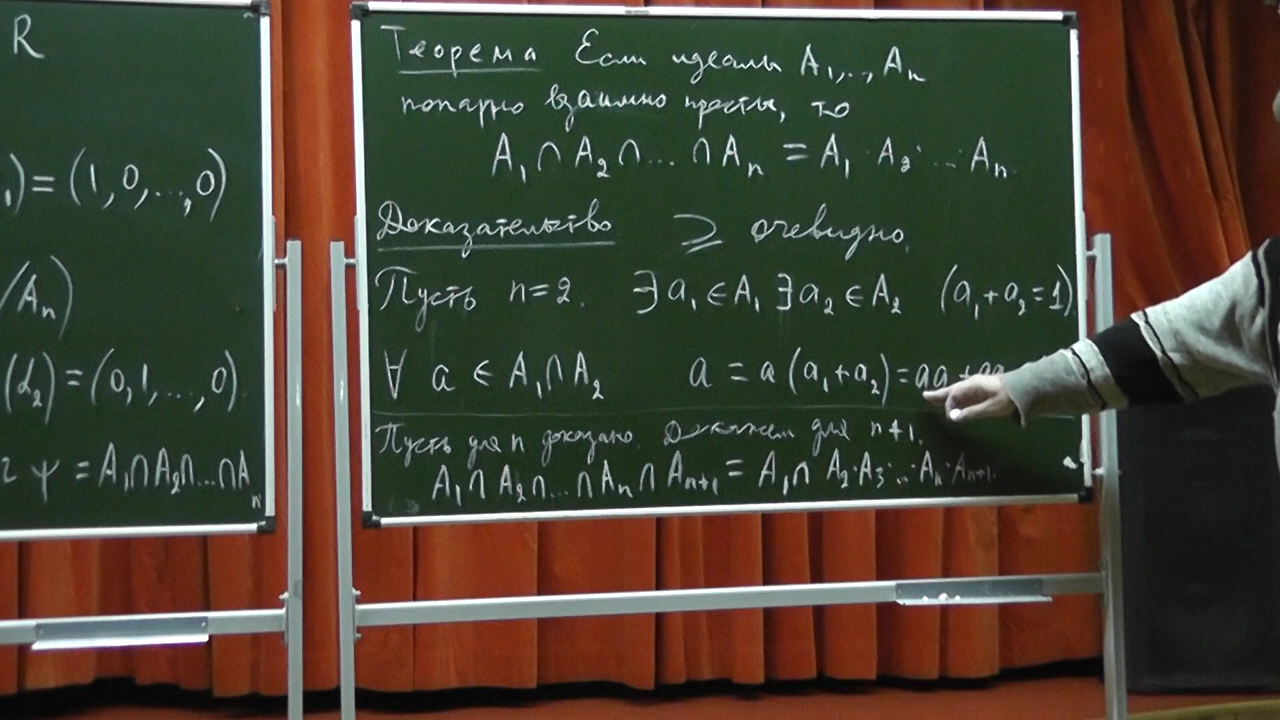 R
) = (1, 0, ..., 0)
/Aₙ)
(α₂) = (0, 1, ..., 0)
ψ = A₁∩A₂∩...∩Aₙ
Теорема Если идеалы A₁,..., Aₙ
попарно взаимно просты, то
A₁ ∩ A₂ ∩ ... ∩ Aₙ = A₁ · A₂ · ... · Aₙ.
Доказательство ⊇ очевидно.
Пусть n=2. ∃ a₁ ∈ A₁ ∃ a₂ ∈ A₂ (a₁ + a₂ = 1)
∀ a ∈ A₁∩A₂ a = a (a₁ + a₂) = aa₁ + aa
Пусть для n доказано. Докажем для n+1.
A₁ ∩ A₂ ∩ ... ∩ Aₙ ∩ Aₙ₊₁ = A₁ ∩ A₂·A₃· ... ·Aₙ·Aₙ₊₁.